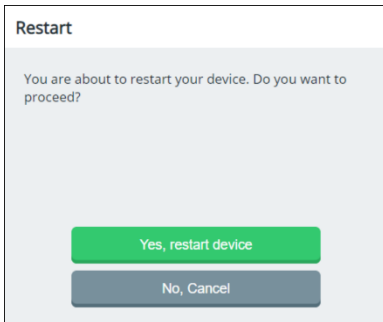 Restart
You are about to restart your device. Do you want to
proceed?
Yes, restart device
No, Cancel